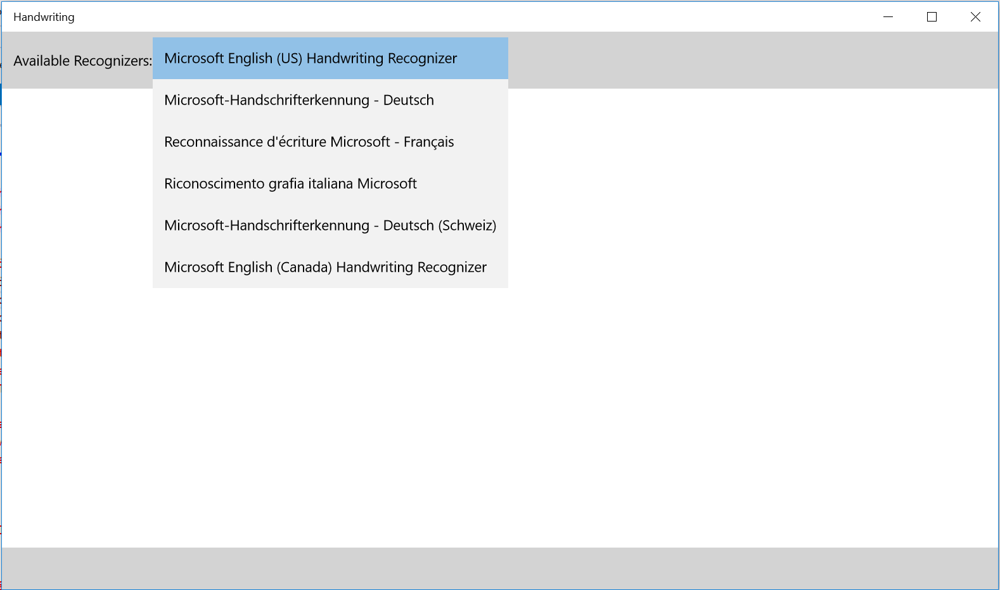 Handwriting
Available Recognizers:
Microsoft English (US) Handwriting Recognizer
Microsoft-Handschrifterkennung - Deutsch
Reconnaissance d'écriture Microsoft - Français
Riconoscimento grafia italiana Microsoft
Microsoft-Handschrifterkennung - Deutsch (Schweiz)
Microsoft English (Canada) Handwriting Recognizer